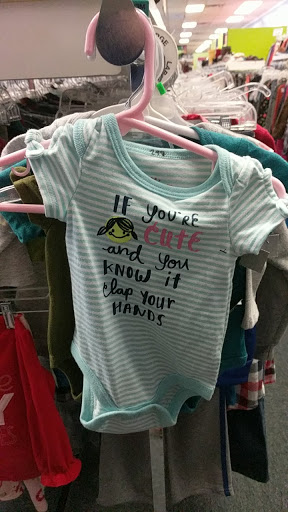 IF YOU'RE
CUTE
and you
KNOW it
clap YOUR
HANDS